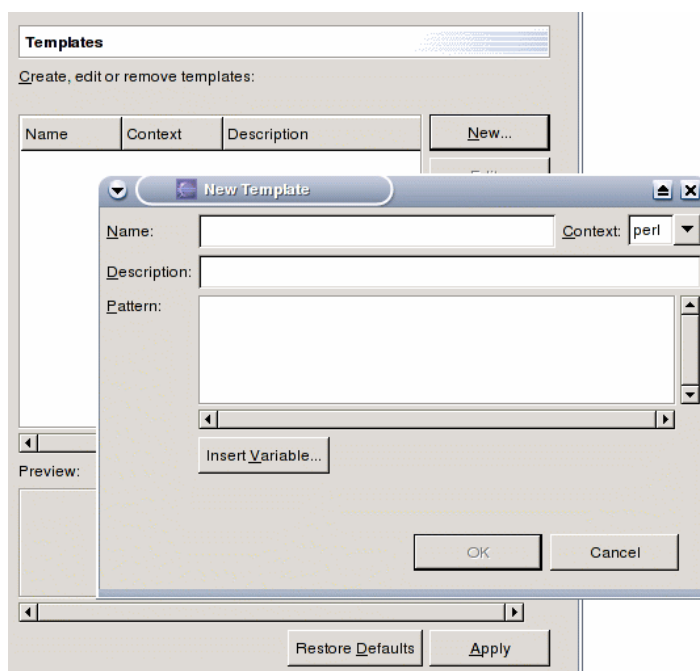 Templates
Create, edit or remove templates:
Name Context Description New...
New Template
Name: Context: perl
Description:
Pattern:
Insert Variable...
Preview:
OK Cancel
Restore Defaults Apply